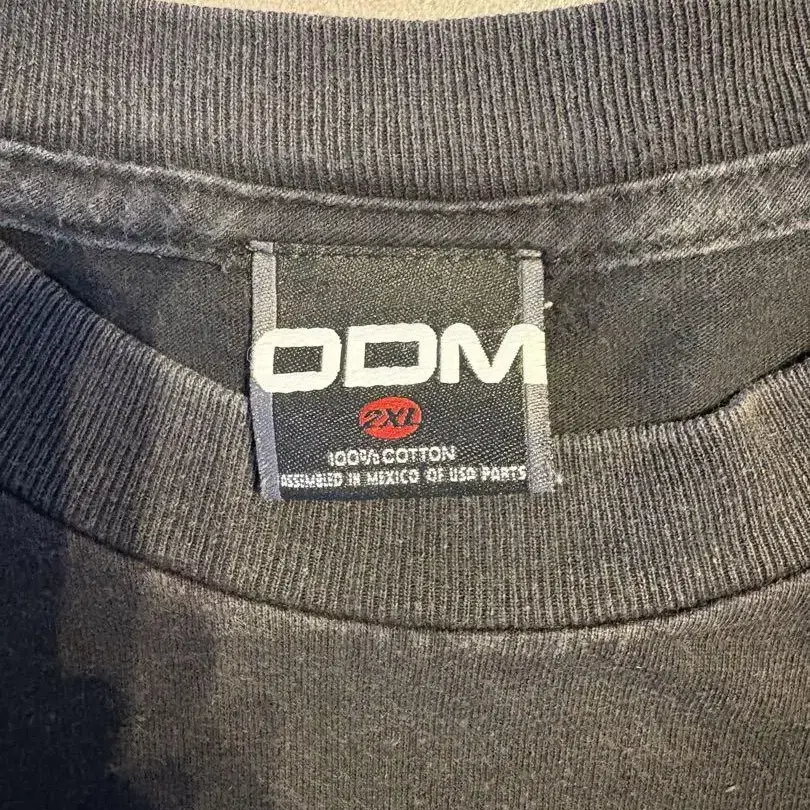 ODM
2XL
100% COTTON
ASSEMBLED IN MEXICO OF USA PARTS